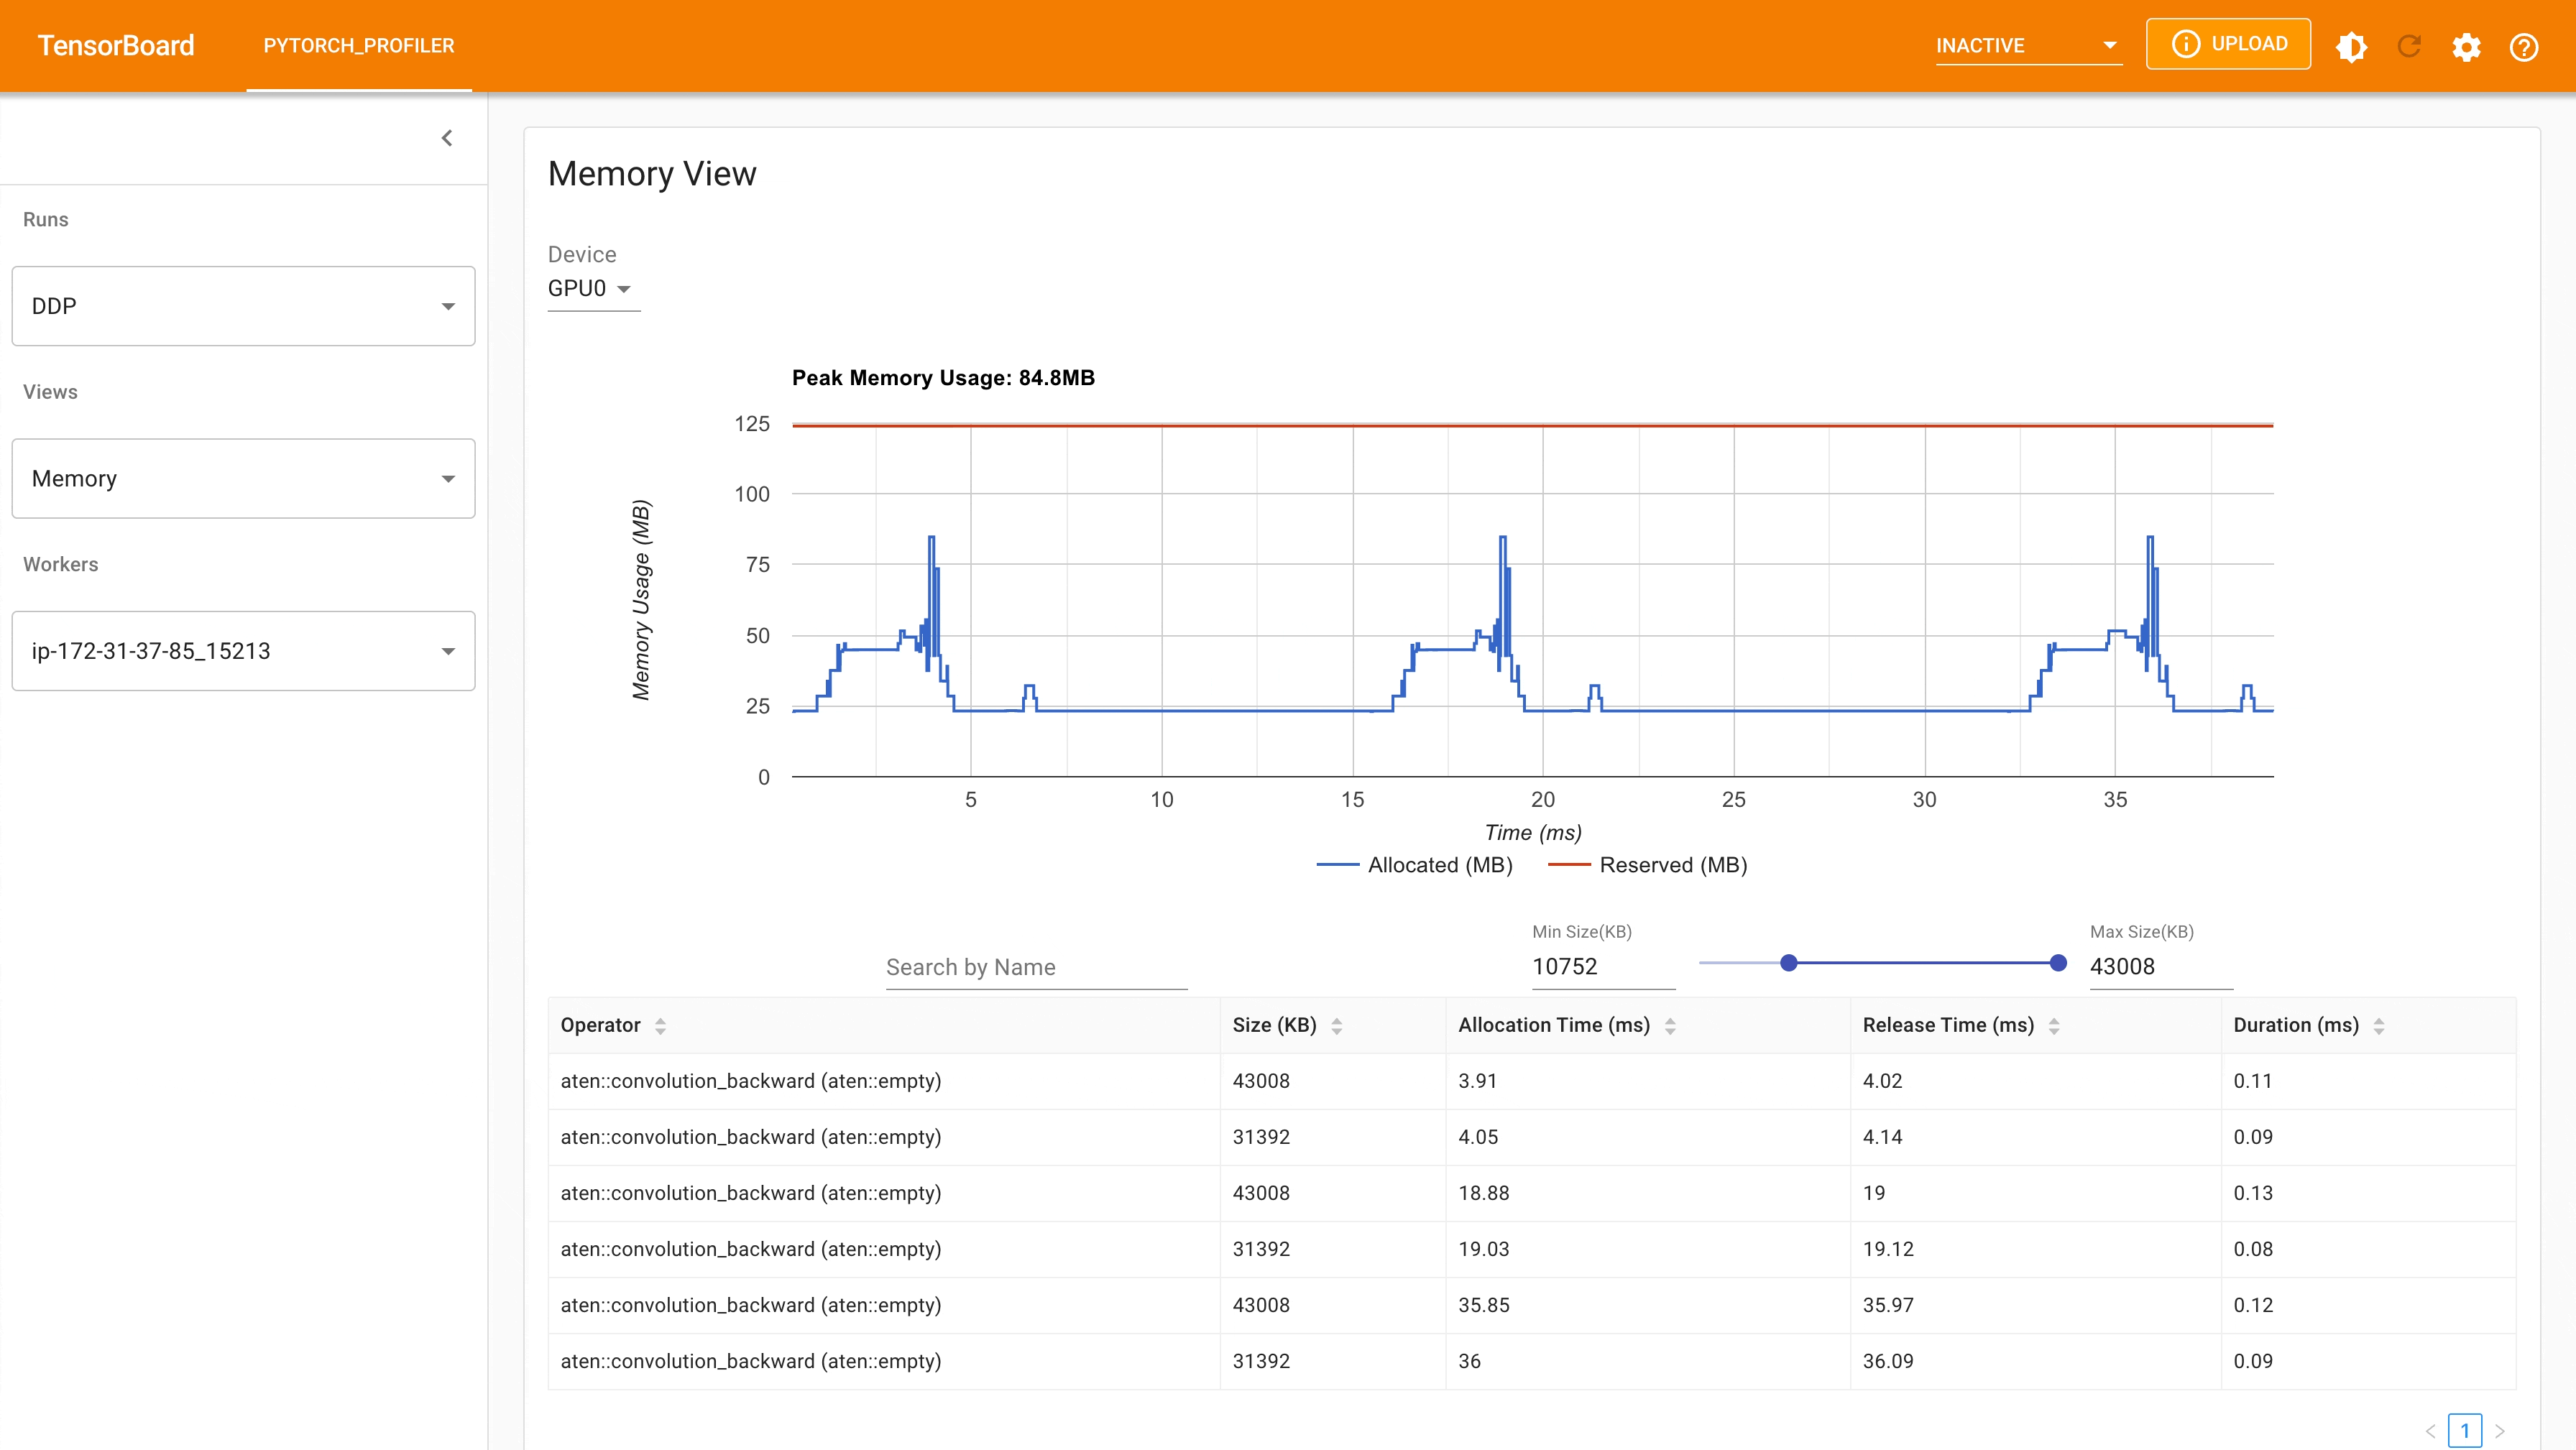 TensorBoard
PYTORCH_PROFILER
INACTIVE
UPLOAD
Runs
DDP
Views
Memory
Workers
ip-172-31-37-85_15213
Memory View
Device
GPU0
Peak Memory Usage: 84.8MB
Memory Usage (MB)
125
100
75
50
25
0
5 10 15 20 25 30 35
Time (ms)
Allocated (MB) Reserved (MB)
Search by Name
Min Size(KB)
10752
Max Size(KB)
43008
Operator Size (KB) Allocation Time (ms) Release Time (ms) Duration (ms)
aten::convolution_backward (aten::empty) 43008 3.91 4.02 0.11
aten::convolution_backward (aten::empty) 31392 4.05 4.14 0.09
aten::convolution_backward (aten::empty) 43008 18.88 19 0.13
aten::convolution_backward (aten::empty) 31392 19.03 19.12 0.08
aten::convolution_backward (aten::empty) 43008 35.85 35.97 0.12
aten::convolution_backward (aten::empty) 31392 36 36.09 0.09
1